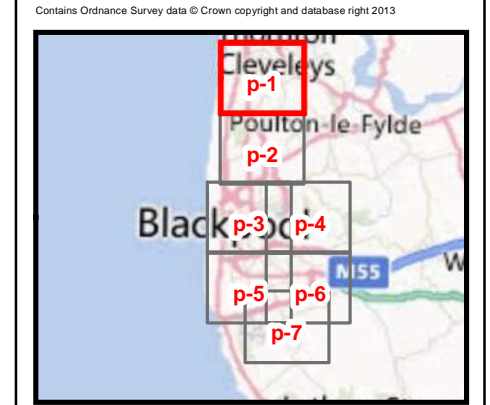 Contains Ordnance Survey data © Crown copyright and database right 2013
Cleveleys
p-1
Poulton-le-Fylde
p-2
Blackpool
p-3
p-4
M55
p-5
p-6
p-7